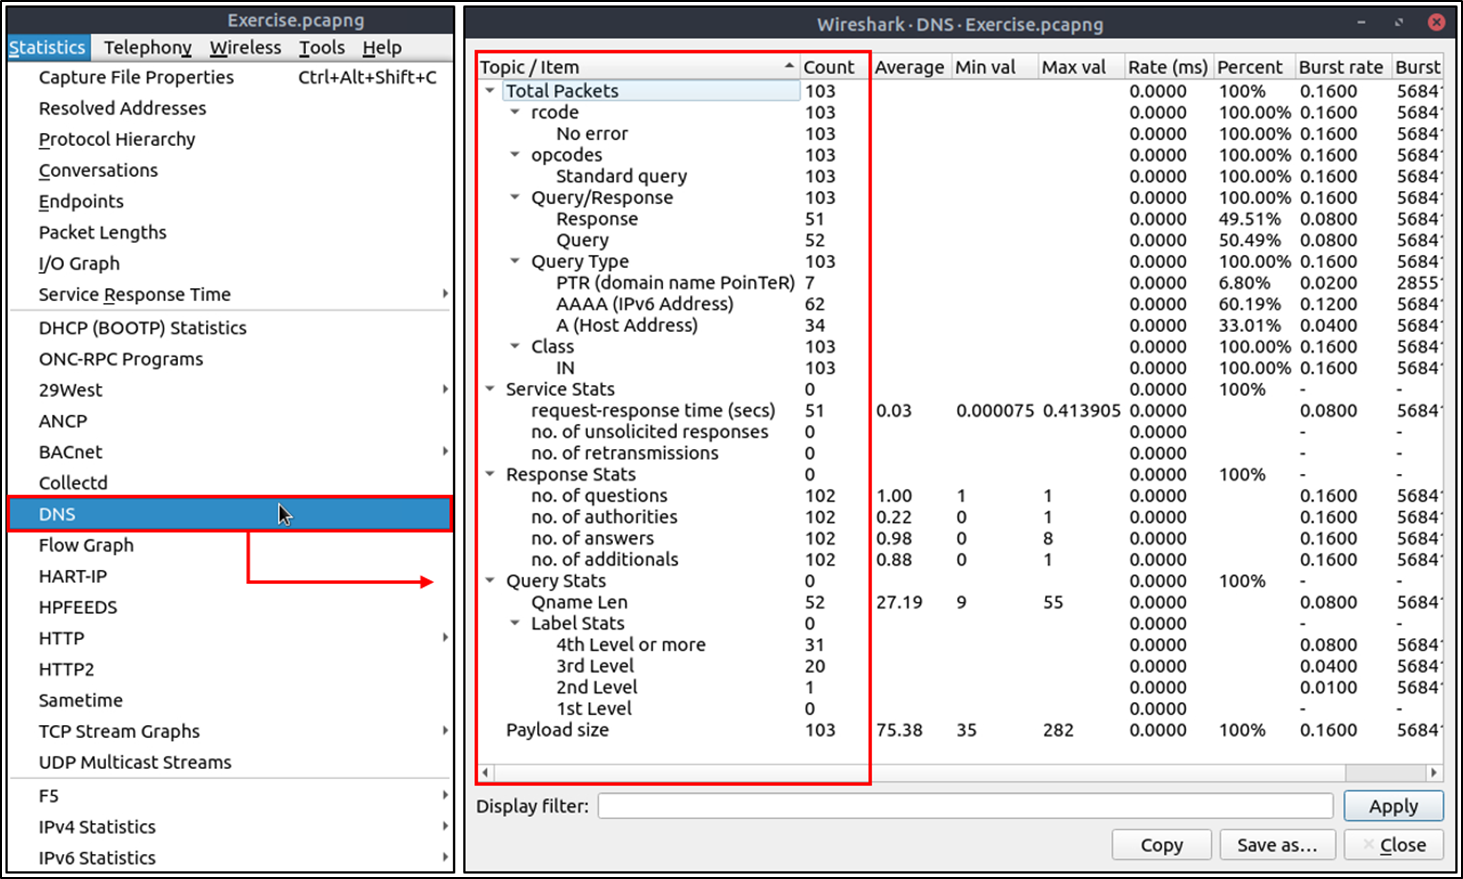 Exercise.pcapng
Statistics Telephony Wireless Tools Help
Capture File Properties Ctrl+Alt+Shift+C
Resolved Addresses
Protocol Hierarchy
Conversations
Endpoints
Packet Lengths
I/O Graph
Service Response Time
DHCP (BOOTP) Statistics
ONC-RPC Programs
29West
ANCP
BACnet
Collectd
DNS
Flow Graph
HART-IP
HPFEEDS
HTTP
HTTP2
Sametime
TCP Stream Graphs
UDP Multicast Streams
F5
IPv4 Statistics
IPv6 Statistics
Wireshark · DNS · Exercise.pcapng
Topic / Item Count Average Min val Max val Rate (ms) Percent Burst rate Burst
Total Packets 103 0.0000 100% 0.1600 5684
rcode 103 0.0000 100.00% 0.1600 5684
No error 103 0.0000 100.00% 0.1600 5684
opcodes 103 0.0000 100.00% 0.1600 5684
Standard query 103 0.0000 100.00% 0.1600 5684
Query/Response 103 0.0000 100.00% 0.1600 5684
Response 51 0.0000 49.51% 0.0800 5684
Query 52 0.0000 50.49% 0.0800 5684
Query Type 103 0.0000 100.00% 0.1600 5684
PTR (domain name PoinTeR) 7 0.0000 6.80% 0.0200 2855
AAAA (IPv6 Address) 62 0.0000 60.19% 0.1200 5684
A (Host Address) 34 0.0000 33.01% 0.0400 5684
Class 103 0.0000 100.00% 0.1600 5684
IN 103 0.0000 100.00% 0.1600 5684
Service Stats 0 0.0000 100% - -
request-response time (secs) 51 0.03 0.000075 0.413905 0.0000 0.0800 5684
no. of unsolicited responses 0 0.0000 - -
no. of retransmissions 0 0.0000 - -
Response Stats 0 0.0000 100% - -
no. of questions 102 1.00 1 1 0.0000 0.1600 5684
no. of authorities 102 0.22 0 1 0.0000 0.1600 5684
no. of answers 102 0.98 0 8 0.0000 0.1600 5684
no. of additionals 102 0.88 0 1 0.0000 0.1600 5684
Query Stats 0 0.0000 100% - -
Qname Len 52 27.19 9 55 0.0000 0.0800 5684
Label Stats 0 0.0000 - -
4th Level or more 31 0.0000 0.0800 5684
3rd Level 20 0.0000 0.0400 5684
2nd Level 1 0.0000 0.0100 5684
1st Level 0 0.0000 - -
Payload size 103 75.38 35 282 0.0000 100% 0.1600 5684
Display filter: Apply
Copy Save as... Close